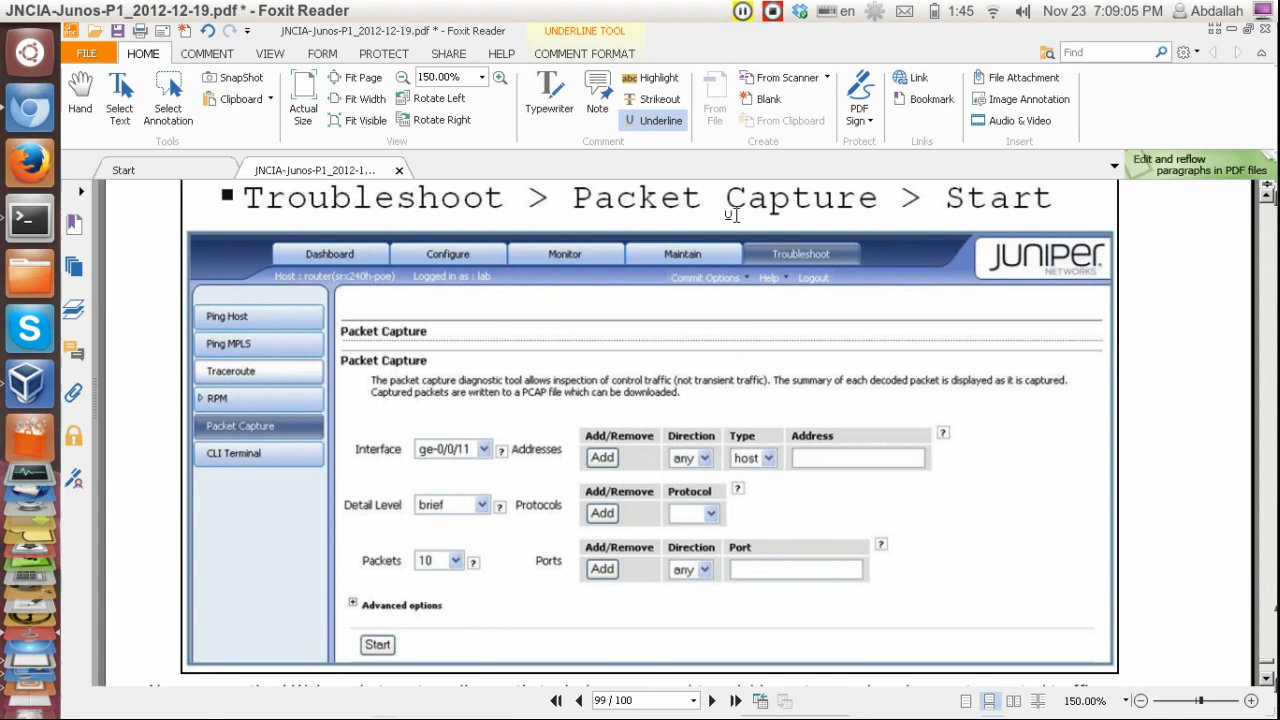 JNCIA-Junos-P1_2012-12-19.pdf * - Foxit Reader
en
1:45
Nov 23 7:09:05 PM
Abdallah
JNCIA-Junos-P1_2012-12-19.pdf * - Foxit Reader
UNDERLINE TOOL
FILE HOME COMMENT VIEW FORM PROTECT SHARE HELP COMMENT FORMAT
Find
Hand
Select Text
Select Annotation
SnapShot
Clipboard
Tools
Actual Size
Fit Page
Fit Width
Fit Visible
150.00%
Rotate Left
Rotate Right
View
Typewriter
Note
Highlight
Strikeout
Underline
Comment
From File
From Scanner
Blank
From Clipboard
Create
PDF Sign
Protect
Link
Bookmark
Links
File Attachment
Image Annotation
Audio & Video
Insert
Start
JNCIA-Junos-P1_2012-1...
Edit and reflow
paragraphs in PDF files
▪ Troubleshoot > Packet Capture > Start
Dashboard Configure Monitor Maintain Troubleshoot
JUNIPER
NETWORKS
Host : router(srx240h-poe) Logged in as : lab
Commit Options Help Logout
Ping Host
Ping MPLS
Traceroute
RPM
Packet Capture
CLI Terminal
Packet Capture
Packet Capture
The packet capture diagnostic tool allows inspection of control traffic (not transient traffic). The summary of each decoded packet is displayed as it is captured.
Captured packets are written to a PCAP file which can be downloaded.
Add/Remove Direction Type Address ?
Interface ge-0/0/11 ? Addresses Add any host
Add/Remove Protocol ?
Detail Level brief ? Protocols Add
Add/Remove Direction Port ?
Packets 10 ? Ports Add any
Advanced options
Start
99 / 100
150.00%